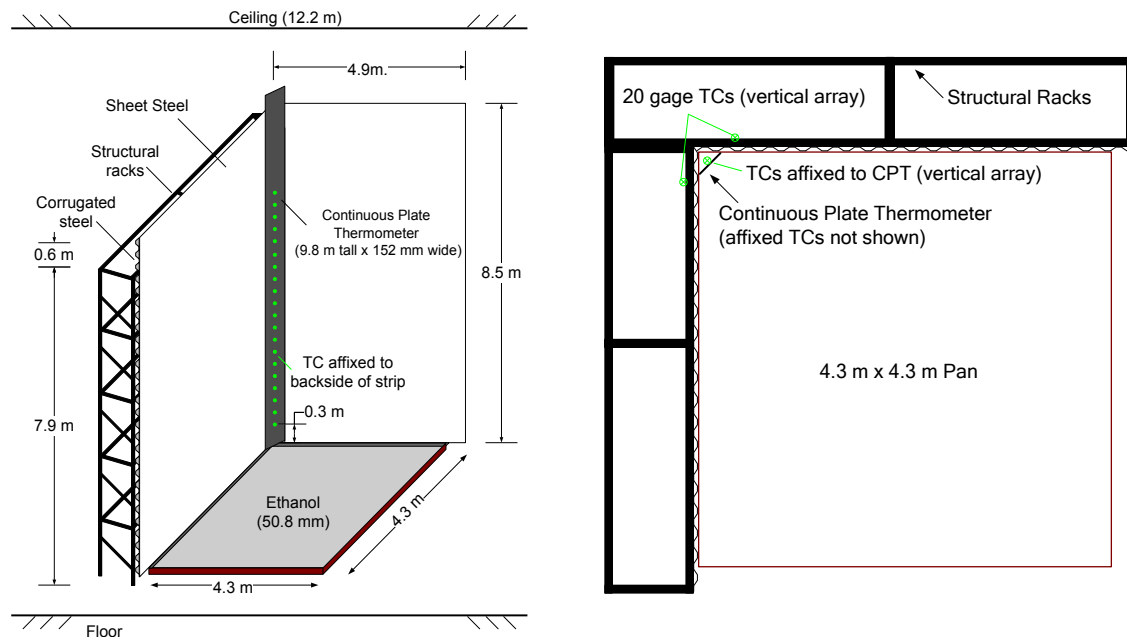 Ceiling (12.2 m)
4.9m.
Sheet Steel
Structural
racks
Corrugated
steel
0.6 m
Continuous Plate
Thermometer
(9.8 m tall x 152 mm wide)
8.5 m
TC affixed to
backside of strip
0.3 m
7.9 m
Ethanol
(50.8 mm)
4.3 m
4.3 m
Floor
20 gage TCs (vertical array)
Structural Racks
TCs affixed to CPT (vertical array)
Continuous Plate Thermometer
(affixed TCs not shown)
4.3 m x 4.3 m Pan